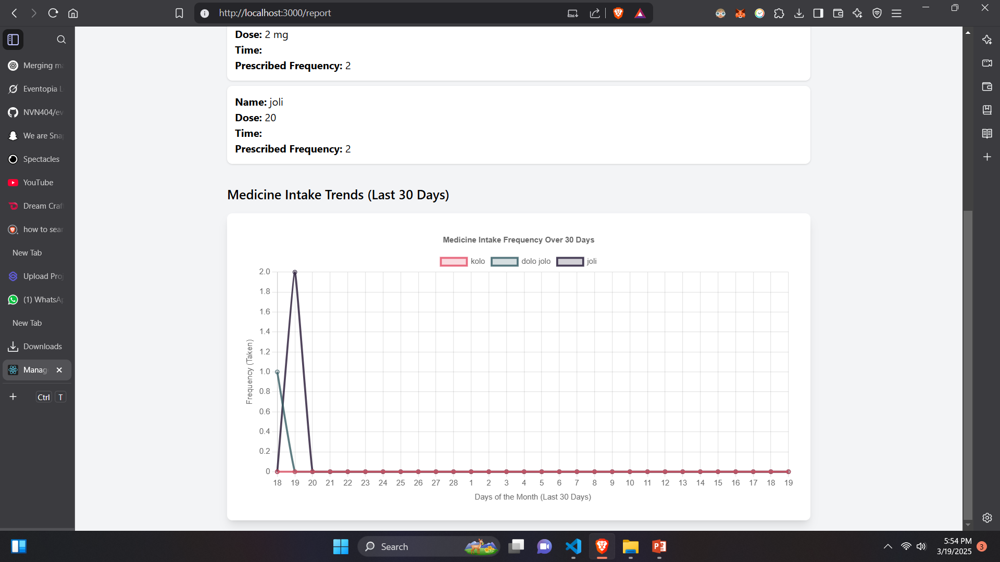 http://localhost:3000/report
Merging ma
Eventopia L
NVN404/ev
We are Sna
Spectacles
YouTube
Dream Craf
how to sear
New Tab
Upload Proj
(1) WhatsAp
New Tab
Downloads
Manag
Ctrl T
Dose: 2 mg
Time:
Prescribed Frequency: 2
Name: joli
Dose: 20
Time:
Prescribed Frequency: 2
Medicine Intake Trends (Last 30 Days)
Medicine Intake Frequency Over 30 Days
kolo dolo jolo joli
2.0
1.8
1.6
1.4
1.2
1.0
0.8
0.6
0.4
0.2
0
Frequency (Taken)
18 19 20 21 22 23 24 25 26 27 28 1 2 3 4 5 6 7 8 9 10 11 12 13 14 15 16 17 18 19
Days of the Month (Last 30 Days)
Search
5:54 PM
3/19/2025
3